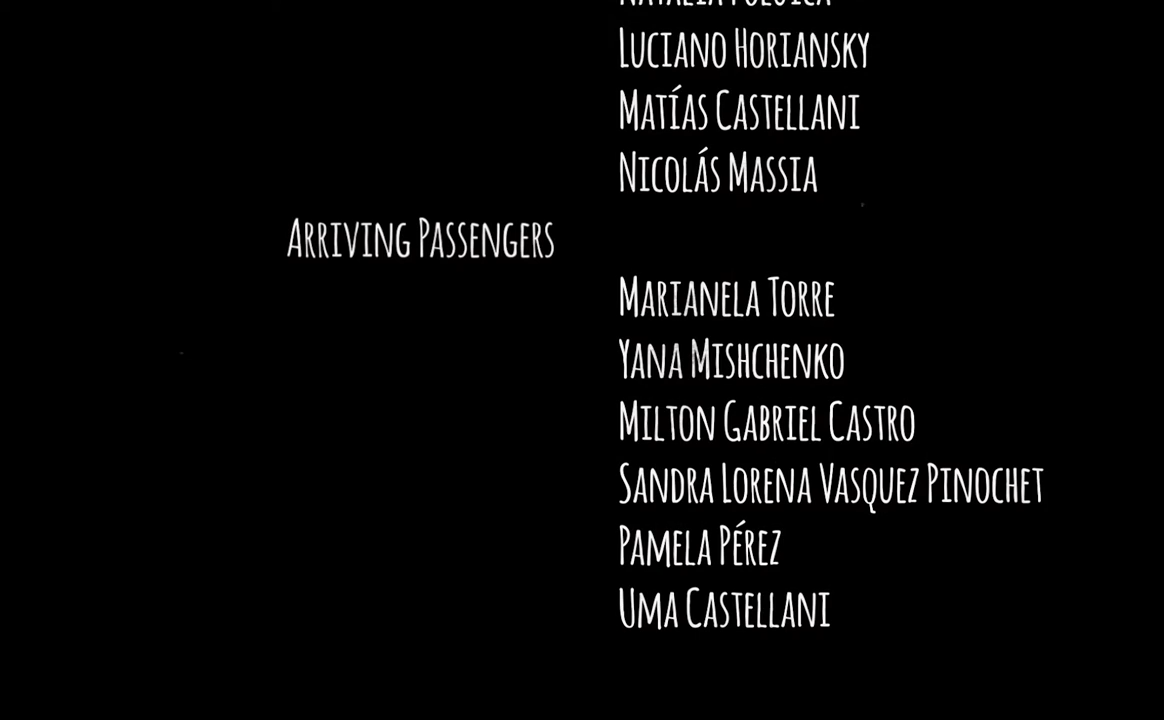 Luciano Horiansky
Matías Castellani
Nicolás Massia
Arriving Passengers
Marianela Torre
Yana Mishchenko
Milton Gabriel Castro
Sandra Lorena Vasquez Pinochet
Pamela Pérez
Uma Castellani